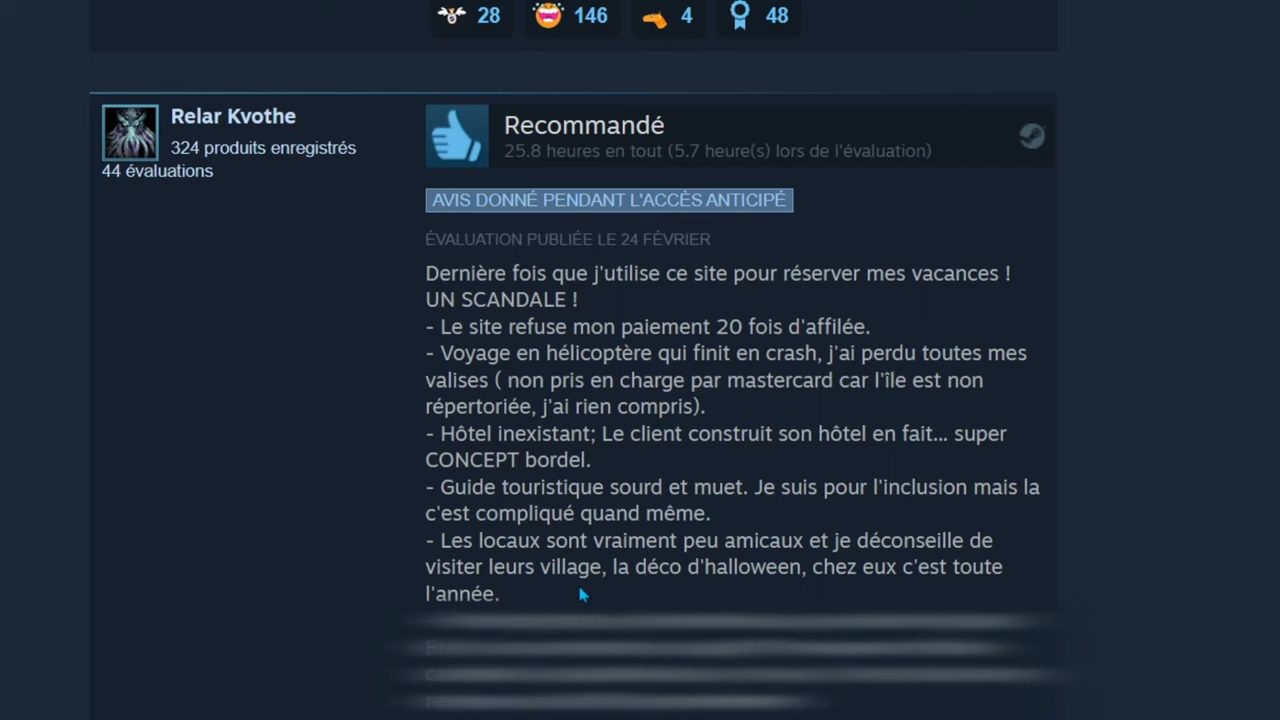 28 146 4 48
Relar Kvothe
324 produits enregistrés
44 évaluations
Recommandé
25.8 heures en tout (5.7 heure(s) lors de l'évaluation)
AVIS DONNÉ PENDANT L'ACCÈS ANTICIPÉ
ÉVALUATION PUBLIÉE LE 24 FÉVRIER
Dernière fois que j'utilise ce site pour réserver mes vacances !
UN SCANDALE !
- Le site refuse mon paiement 20 fois d'affilée.
- Voyage en hélicoptère qui finit en crash, j'ai perdu toutes mes
valises ( non pris en charge par mastercard car l'île est non
répertoriée, j'ai rien compris).
- Hôtel inexistant; Le client construit son hôtel en fait... super
CONCEPT bordel.
- Guide touristique sourd et muet. Je suis pour l'inclusion mais la
c'est compliqué quand même.
- Les locaux sont vraiment peu amicaux et je déconseille de
visiter leurs village, la déco d'halloween, chez eux c'est toute
l'année.